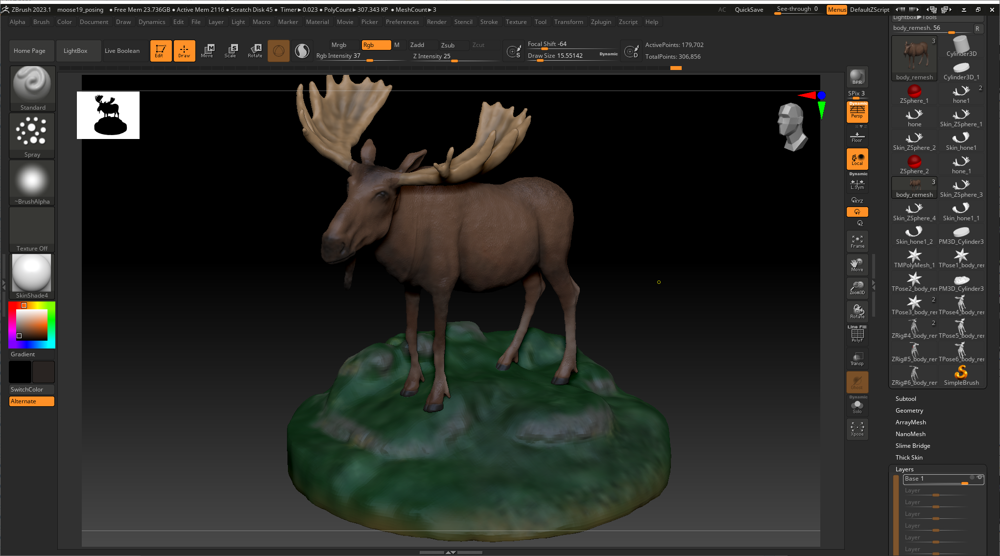 ZBrush 2023.1 moose19_posing ● Free Mem 23.736GB ● Active Mem 2116 ● Scratch Disk 45 ● Timer►0.023 ● PolyCount►307.343 KP ● MeshCount►3 AC QuickSave See-through 0 Menus DefaultZScript
Alpha Brush Color Document Draw Dynamics Edit File Layer Light Macro Marker Material Movie Picker Preferences Render Stencil Stroke Texture Tool Transform Zplugin Zscript Help
Home Page LightBox Live Boolean Edit Draw Move Scale Rotate
M S R
Mrgb Rgb M Zadd Zsub Zcut
Rgb Intensity 37 Z Intensity 25
S Focal Shift -64
Draw Size 15.55142 Dynamic D
ActivePoints: 179,702
TotalPoints: 306,856
Standard
Spray
~BrushAlpha
Texture Off
SkinShade4
Gradient
SwitchColor
Alternate
BPR
SPix 3
Dynamic
Persp
Floor
Local
Dynamic
L.Sym
XYZ
Y
Z
Frame
Move
Zoom3D
Rotate
Line Fill
PolyF
Transp
Ghost
Dynamic
Solo
Xpose
Lightbox►Tools
body_remesh. 56 R
3
body_remesh
Cylinder3D
Cylinder3D_1
ZSphere_1 hone1 2
hone Skin_ZSphere_1
Skin_ZSphere_2 Skin_hone1
ZSphere_2 hone_1
3
body_remesh Skin_ZSphere_3
Skin_ZSphere_4 Skin_hone1_1
Skin_hone1_2 PM3D_Cylinder3
TMPolyMesh_1 TPose1_body_rer
TPose2_body_rer PM3D_Cylinder3
2
TPose3_body_rer TPose4_body_rer
2
ZRig#4_body_rer TPose5_body_rer
ZRig#5_body_rer TPose6_body_rer
ZRig#6_body_rer SimpleBrush
Subtool
Geometry
ArrayMesh
NanoMesh
Slime Bridge
Thick Skin
Layers
Base 1
Layer
Layer
Layer
Layer
Layer
Layer